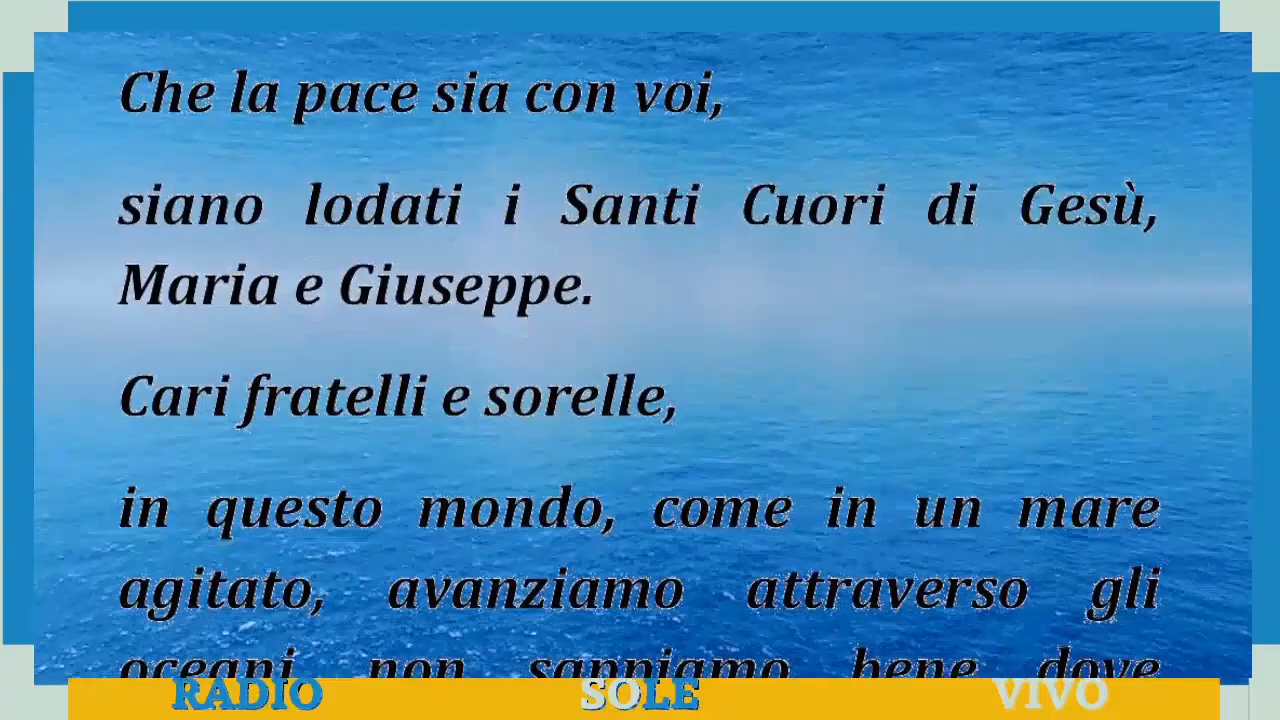 Che la pace sia con voi,
siano lodati i Santi Cuori di Gesù,
Maria e Giuseppe.
Cari fratelli e sorelle,
in questo mondo, come in un mare
agitato, avanziamo attraverso gli
oceani, non sappiamo bene dove
RADIO SOLE VIVO